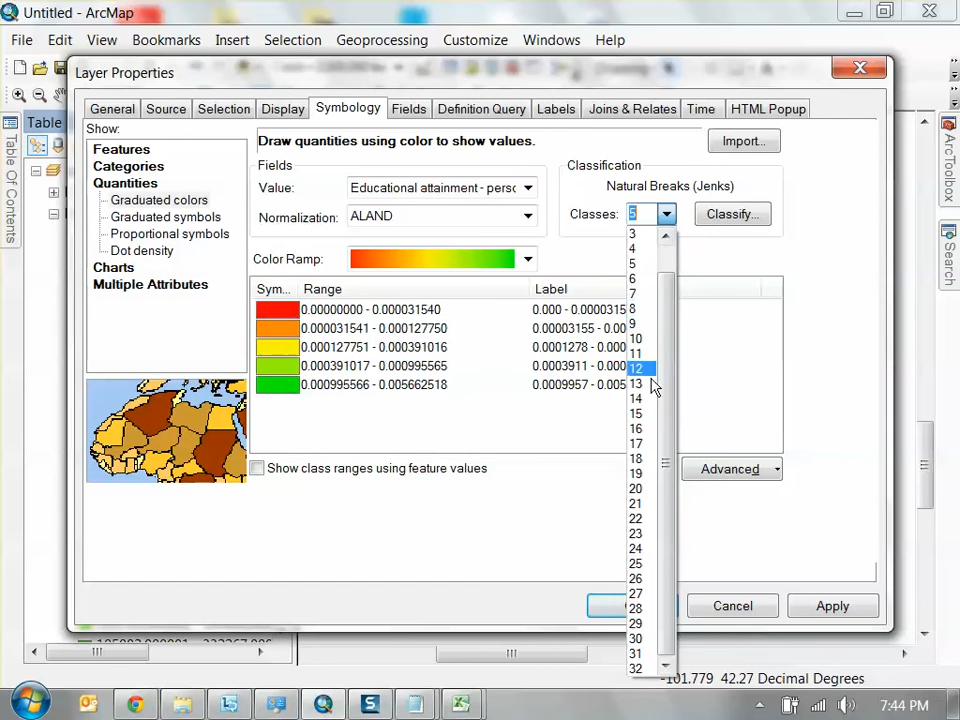 Untitled - ArcMap
File Edit View Bookmarks Insert Selection Geoprocessing Customize Windows Help
Layer Properties
General Source Selection Display Symbology Fields Definition Query Labels Joins & Relates Time HTML Popup
Table
Table Of Contents
ArcToolbox
Search
Show:
Features
Categories
Quantities
Graduated colors
Graduated symbols
Proportional symbols
Dot density
Charts
Multiple Attributes
Draw quantities using color to show values.
Import...
Fields
Value: Educational attainment - persc
Normalization: ALAND
Classification
Natural Breaks (Jenks)
Classes: 5
Classify...
Color Ramp:
Sym... Range Label
0.00000000 - 0.000031540 0.000 - 0.0000315
0.000031541 - 0.000127750 0.00003155 - 0.00
0.000127751 - 0.000391016 0.0001278 - 0.000
0.000391017 - 0.000995565 0.0003911 - 0.000
0.000995566 - 0.005662518 0.0009957 - 0.005
3
4
5
6
7
8
9
10
11
12
13
14
15
16
17
18
19
20
21
22
23
24
25
26
27
28
29
30
31
32
Show class ranges using feature values
Advanced
Cancel
Apply
-101.779 42.27 Decimal Degrees
7:44 PM